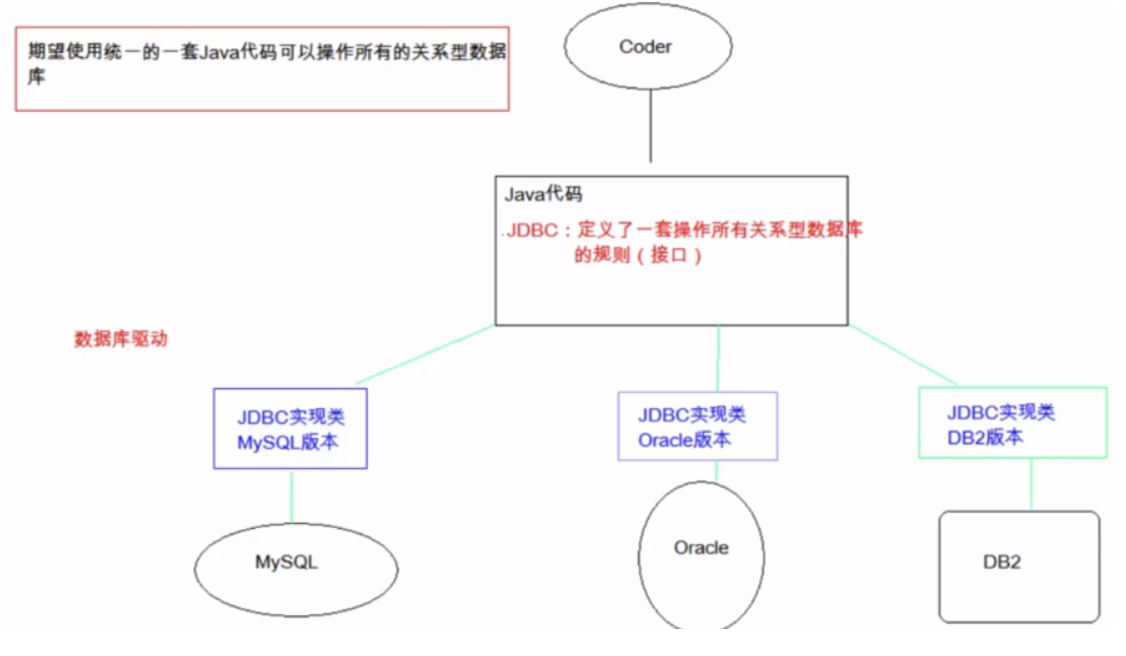 期望使用统一的一套Java代码可以操作所有的关系型数据
库
Coder
Java代码
.JDBC：定义了一套操作所有关系型数据库
的规则（接口）
数据库驱动
JDBC实现类
MySQL版本
JDBC实现类
Oracle版本
JDBC实现类
DB2版本
MySQL
Oracle
DB2